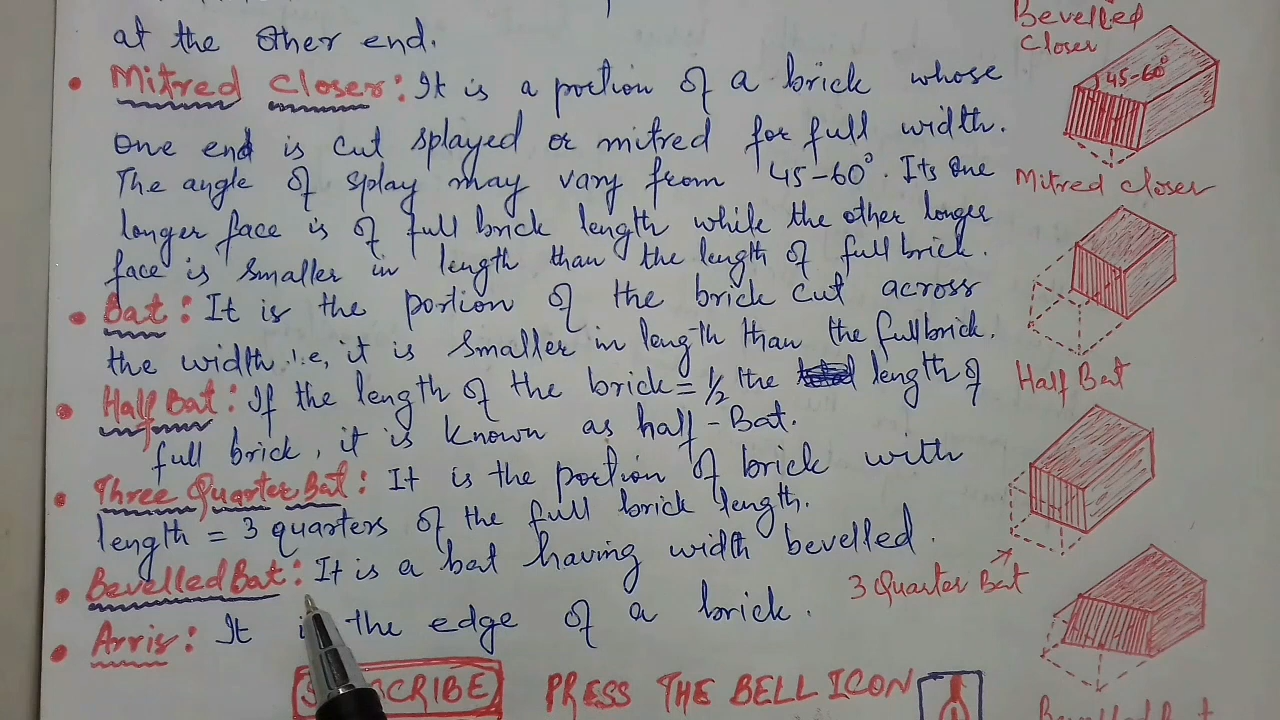 at the other end.
• Mitred Closer: It is a portion of a brick whose
one end is cut splayed or mitred for full width.
The angle of splay may vary from 45-60°. Its one
longer face is of full brick length while the other longer
face is smaller in length than the length of full brick.
• Bat: It is the portion of the brick cut across
the width i.e, it is smaller in length than the full brick.
• Half Bat: If the length of the brick = 1/2 the length of
full brick, it is known as half-Bat.
• Three Quarter Bat: It is the portion of brick with
length = 3 quarters of the full brick length.
• Bevelled Bat: It is a bat having width bevelled.
• Arris: It the edge of a brick.
SUBSCRIBE PRESS THE BELL ICON
Bevelled
Closer
45-60°
Mitred Closer
Half Bat
3 Quarter Bat
Bevelled Bat